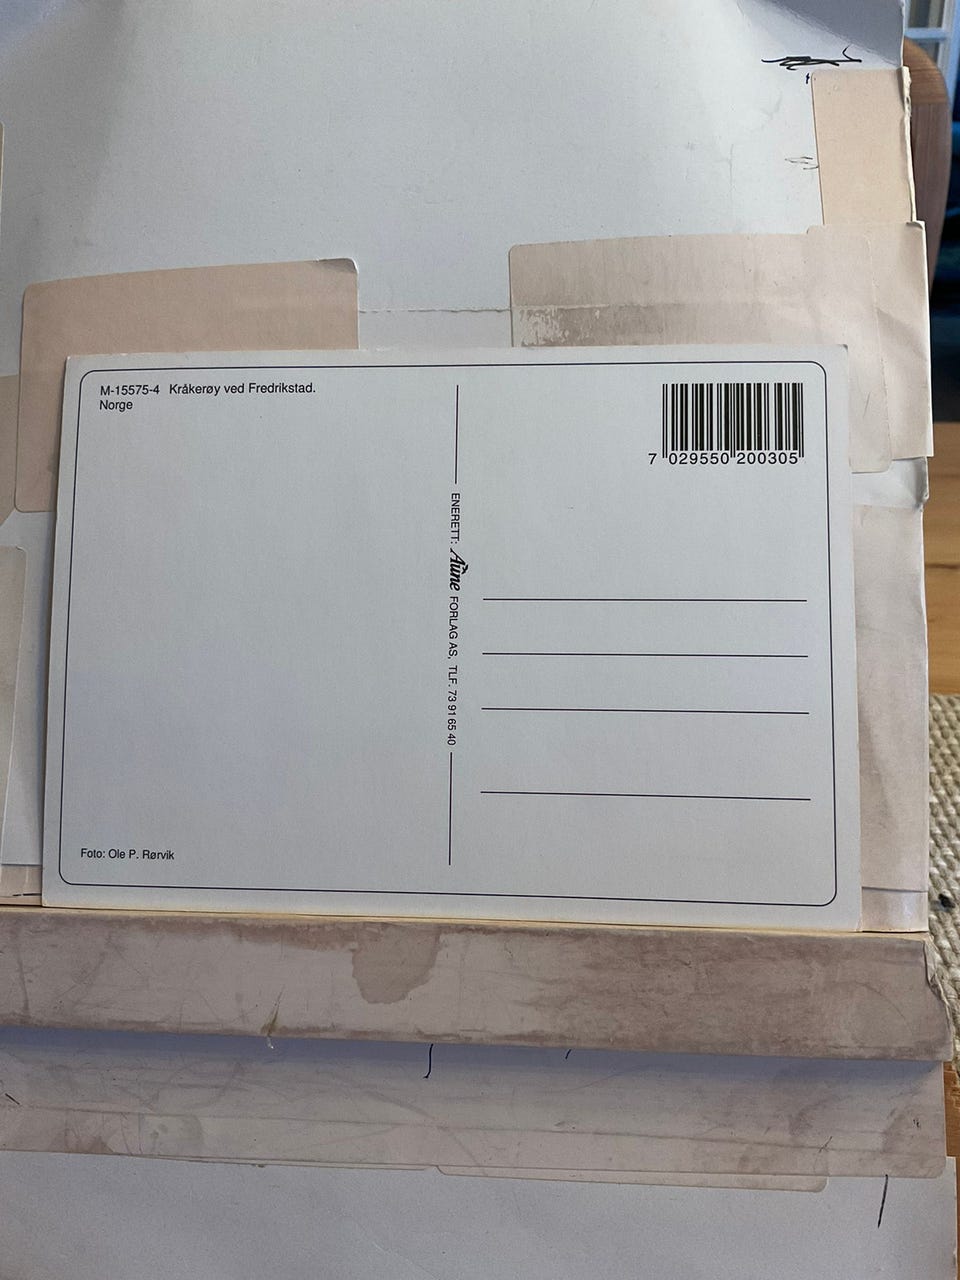 M-15575-4 Kråkerøy ved Fredrikstad.
Norge
7 029550 200305
ENERETT: Aune FORLAG AS, TLF. 73 91 65 40
Foto: Ole P. Rørvik